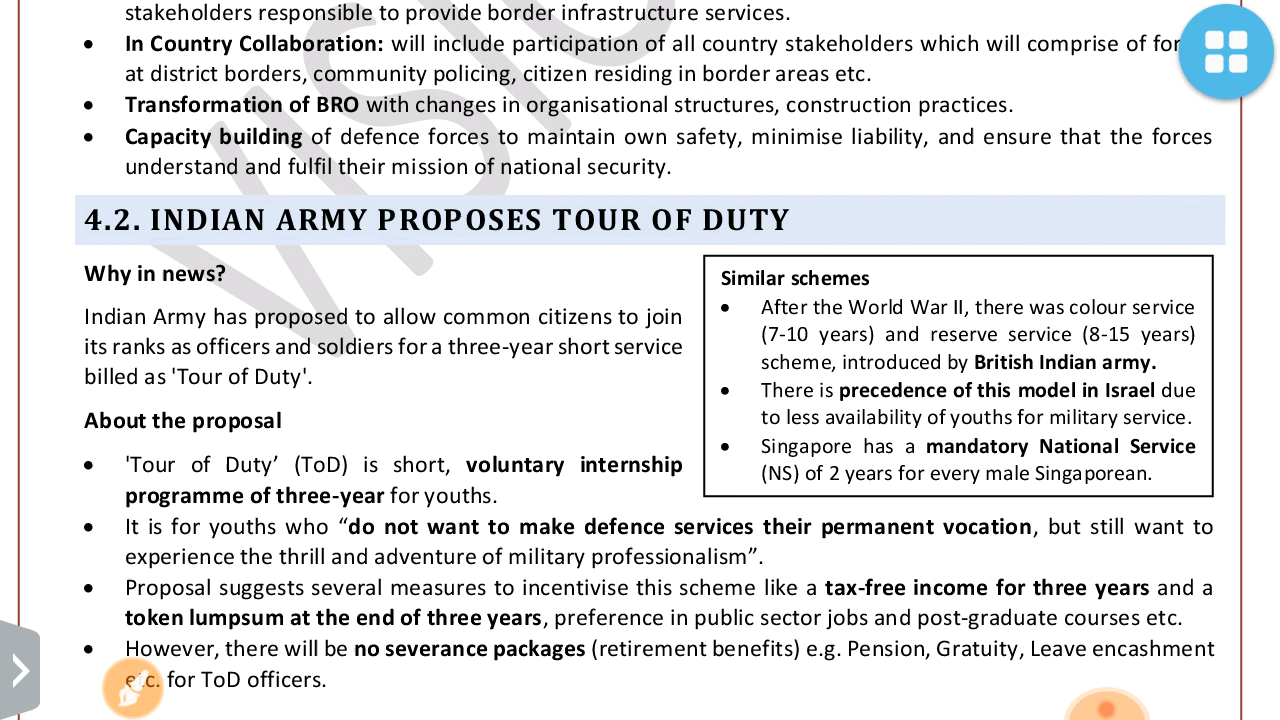 stakeholders responsible to provide border infrastructure services.
• In Country Collaboration: will include participation of all country stakeholders which will comprise of
at district borders, community policing, citizen residing in border areas etc.
• Transformation of BRO with changes in organisational structures, construction practices.
• Capacity building of defence forces to maintain own safety, minimise liability, and ensure that the forces
understand and fulfil their mission of national security.
4.2. INDIAN ARMY PROPOSES TOUR OF DUTY
Why in news?
Indian Army has proposed to allow common citizens to join
its ranks as officers and soldiers for a three-year short service
billed as 'Tour of Duty'.
About the proposal
• 'Tour of Duty’ (ToD) is short, voluntary internship
programme of three-year for youths.
Similar schemes
• After the World War II, there was colour service
(7-10 years) and reserve service (8-15 years)
scheme, introduced by British Indian army.
• There is precedence of this model in Israel due
to less availability of youths for military service.
• Singapore has a mandatory National Service
(NS) of 2 years for every male Singaporean.
• It is for youths who “do not want to make defence services their permanent vocation, but still want to
experience the thrill and adventure of military professionalism”.
• Proposal suggests several measures to incentivise this scheme like a tax-free income for three years and a
token lumpsum at the end of three years, preference in public sector jobs and post-graduate courses etc.
• However, there will be no severance packages (retirement benefits) e.g. Pension, Gratuity, Leave encashment
etc. for ToD officers.